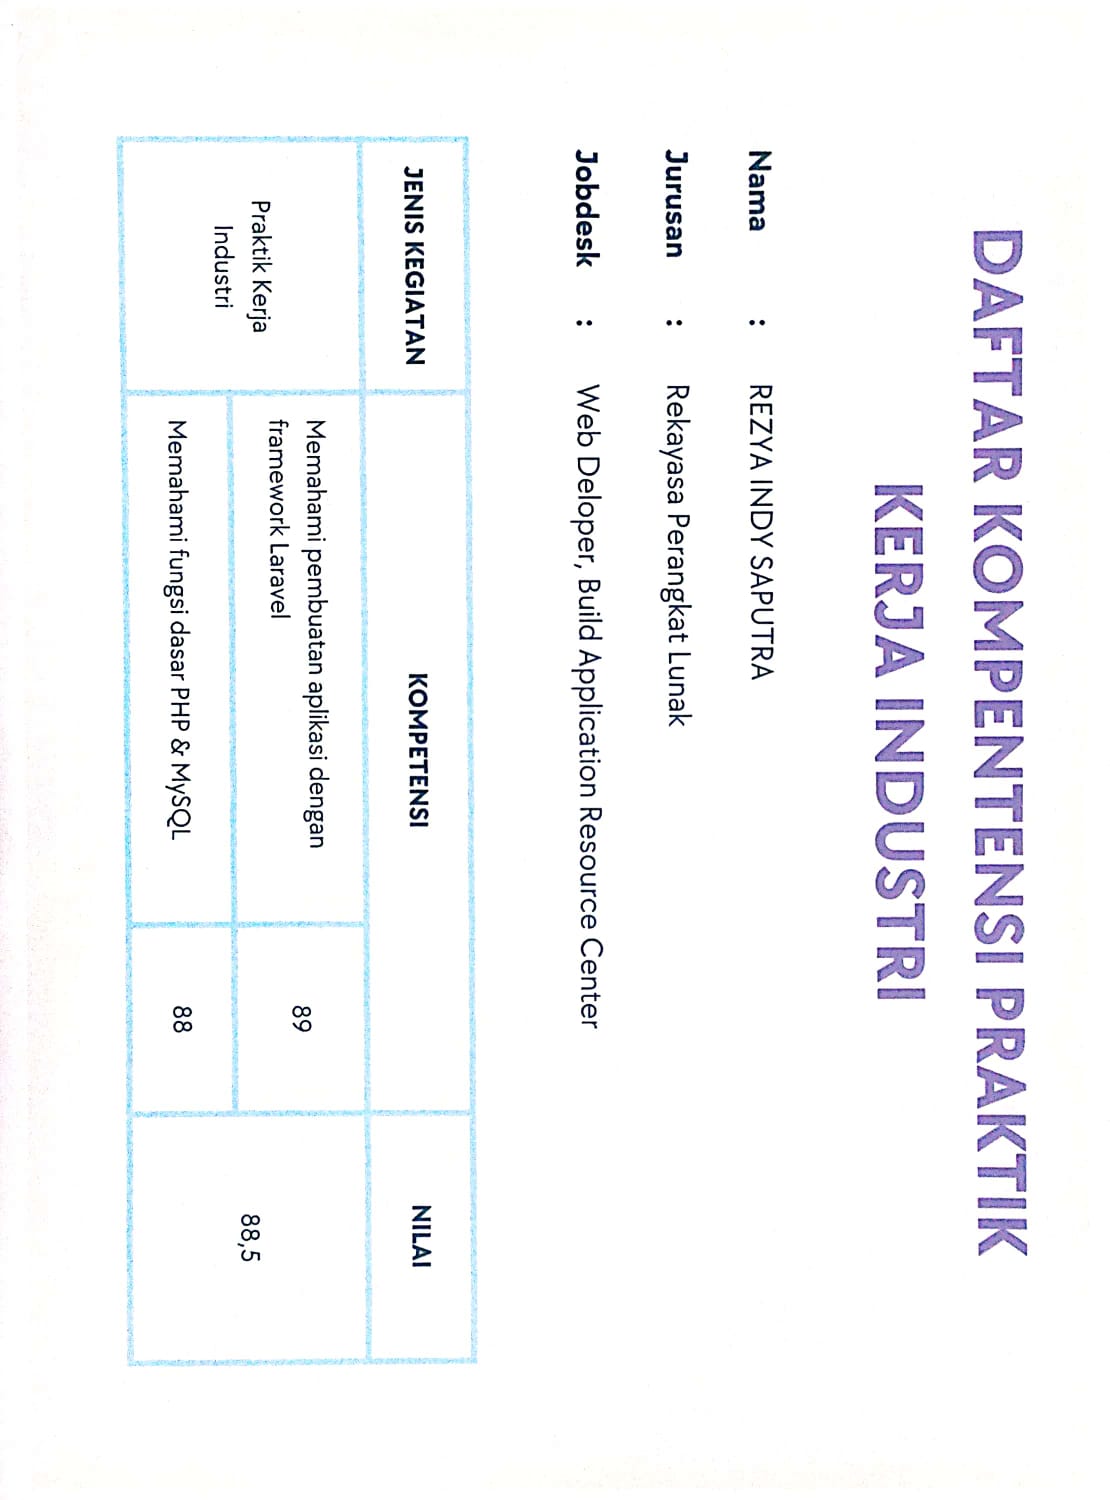 DAFTAR KOMPENTENSI PRAKTIK
KERJA INDUSTRI
Nama : REZYA INDY SAPUTRA
Jurusan : Rekayasa Perangkat Lunak
Jobdesk : Web Deloper, Build Application Resource Center
JENIS KEGIATAN KOMPETENSI NILAI
Praktik Kerja
Industri
Memahami pembuatan aplikasi dengan
framework Laravel
89
Memahami fungsi dasar PHP & MySQL
88
88,5